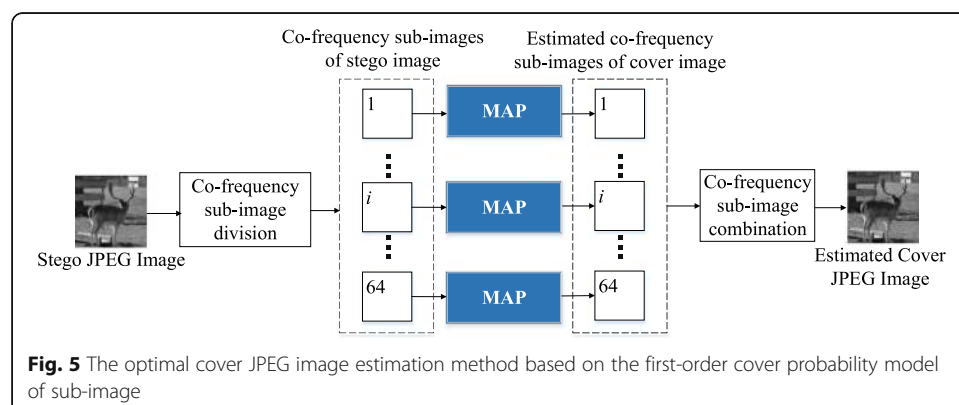 Co-frequency sub-images
of stego image
Estimated co-frequency
sub-images of cover image
1
MAP
1
Stego JPEG Image
Co-frequency
sub-image
division
i
MAP
i
Co-frequency
sub-image
combination
Estimated Cover
JPEG Image
64
MAP
64
Fig. 5 The optimal cover JPEG image estimation method based on the first-order cover probability model
of sub-image